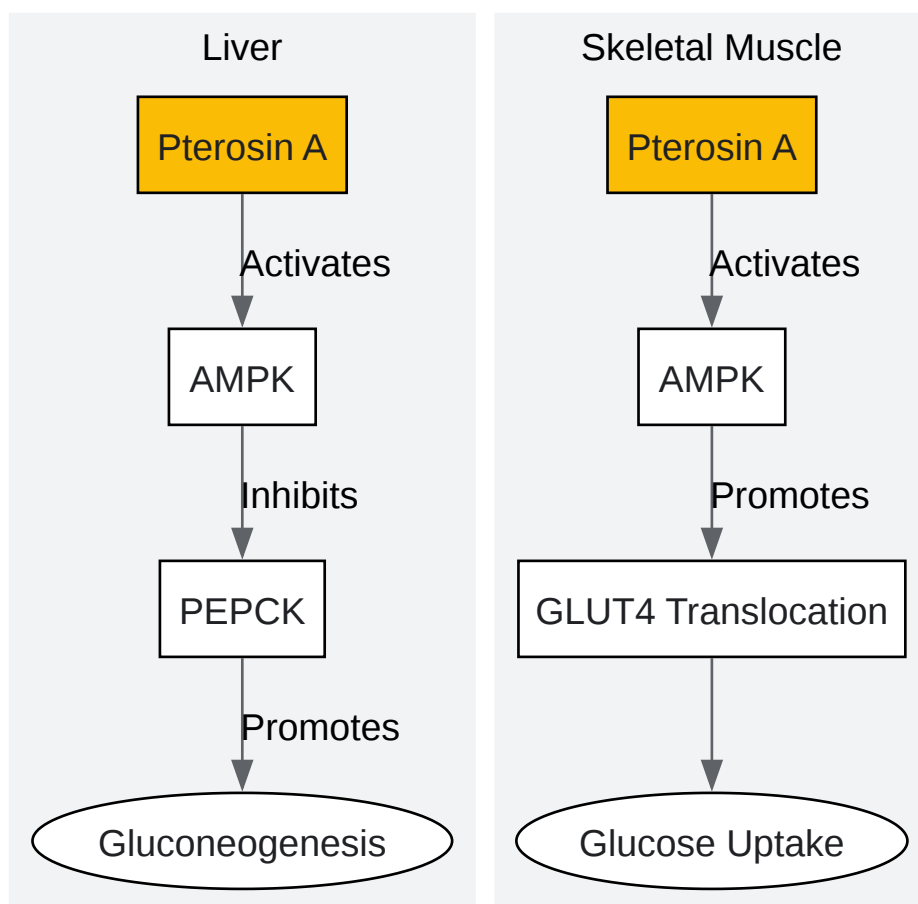 Liver
Pterosin A
Activates
AMPK
Inhibits
PEPCK
Promotes
Gluconeogenesis
Skeletal Muscle
Pterosin A
Activates
AMPK
Promotes
GLUT4 Translocation
Glucose Uptake